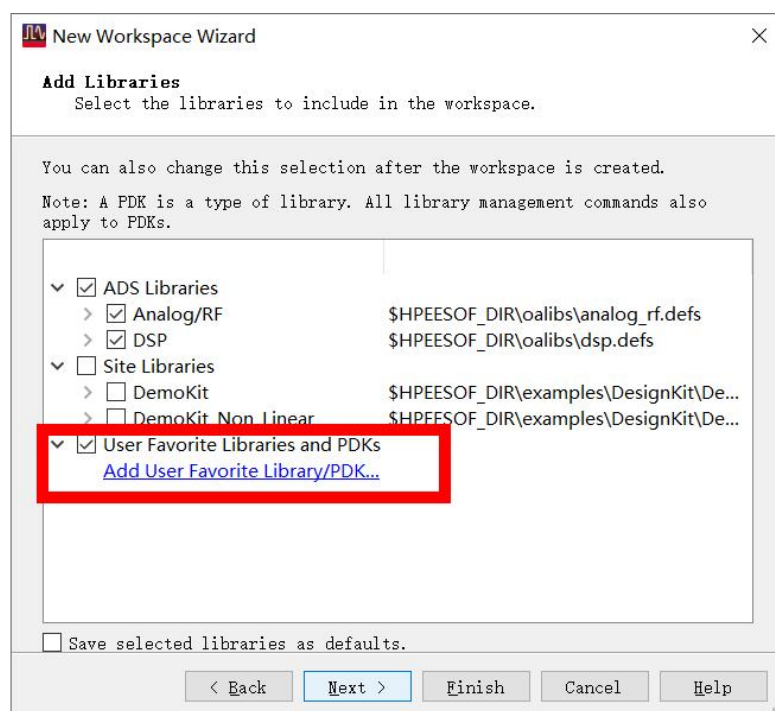 New Workspace Wizard
Add Libraries
Select the libraries to include in the workspace.
You can also change this selection after the workspace is created.
Note: A PDK is a type of library. All library management commands also
apply to PDKs.
ADS Libraries
Analog/RF $HPEESOF_DIR\oalibs\analog_rf.defs
DSP $HPEESOF_DIR\oalibs\dsp.defs
Site Libraries
DemoKit $HPEESOF_DIR\examples\DesignKit\De...
DemoKit_Non_Linear $HPEESOF_DIR\examples\DesignKit\De...
User Favorite Libraries and PDKs
Add User Favorite Library/PDK...
Save selected libraries as defaults.
< Back Next > Finish Cancel Help